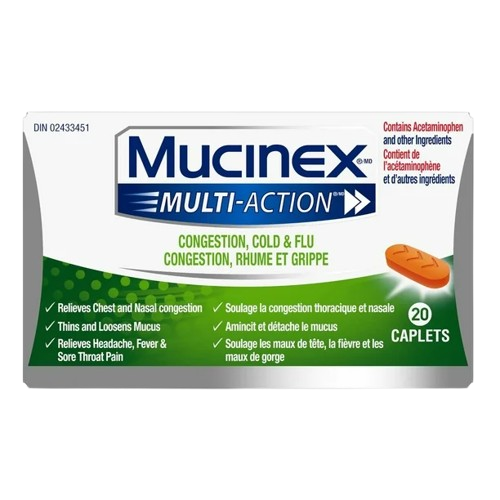 DIN 02433451
Contains Acetaminophen
and other Ingredients
Contient de
l'acétaminophène
et d'autres ingrédients
Mucinex ®/MD
MULTI-ACTION ®/MD
CONGESTION, COLD & FLU
CONGESTION, RHUME ET GRIPPE
✓ Relieves Chest and Nasal congestion
✓ Thins and Loosens Mucus
✓ Relieves Headache, Fever &
Sore Throat Pain
✓ Soulage la congestion thoracique et nasale
✓ Amincit et détache le mucus
✓ Soulage les maux de tête, la fièvre et les
maux de gorge
20
CAPLETS